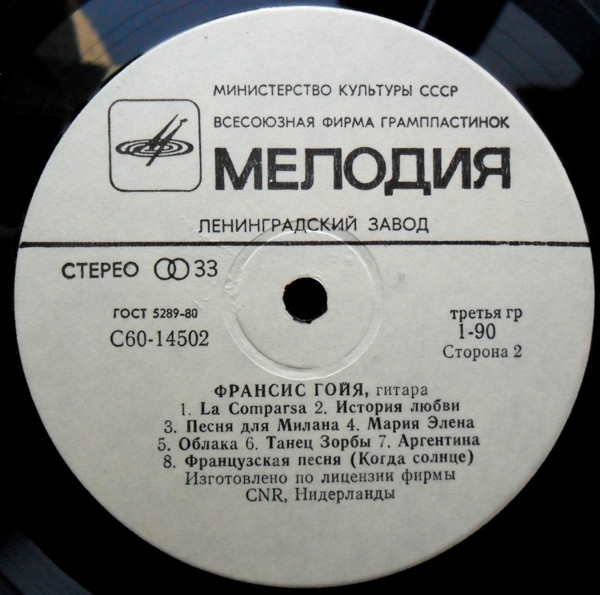 МИНИСТЕРСТВО КУЛЬТУРЫ СССР
ВСЕСОЮЗНАЯ ФИРМА ГРАМПЛАСТИНОК
МЕЛОДИЯ
ЛЕНИНГРАДСКИЙ ЗАВОД
СТЕРЕО 33
ГОСТ 5289-80
С60-14502
третья гр
1-90
Сторона 2
ФРАНСИС ГОЙЯ, гитара
1. La Comparsa 2. История любви
3. Песня для Милана 4. Мария Элена
5. Облака 6. Танец Зорбы 7. Аргентина
8. Французская песня (Когда солнце)
Изготовлено по лицензии фирмы
CNR, Нидерланды